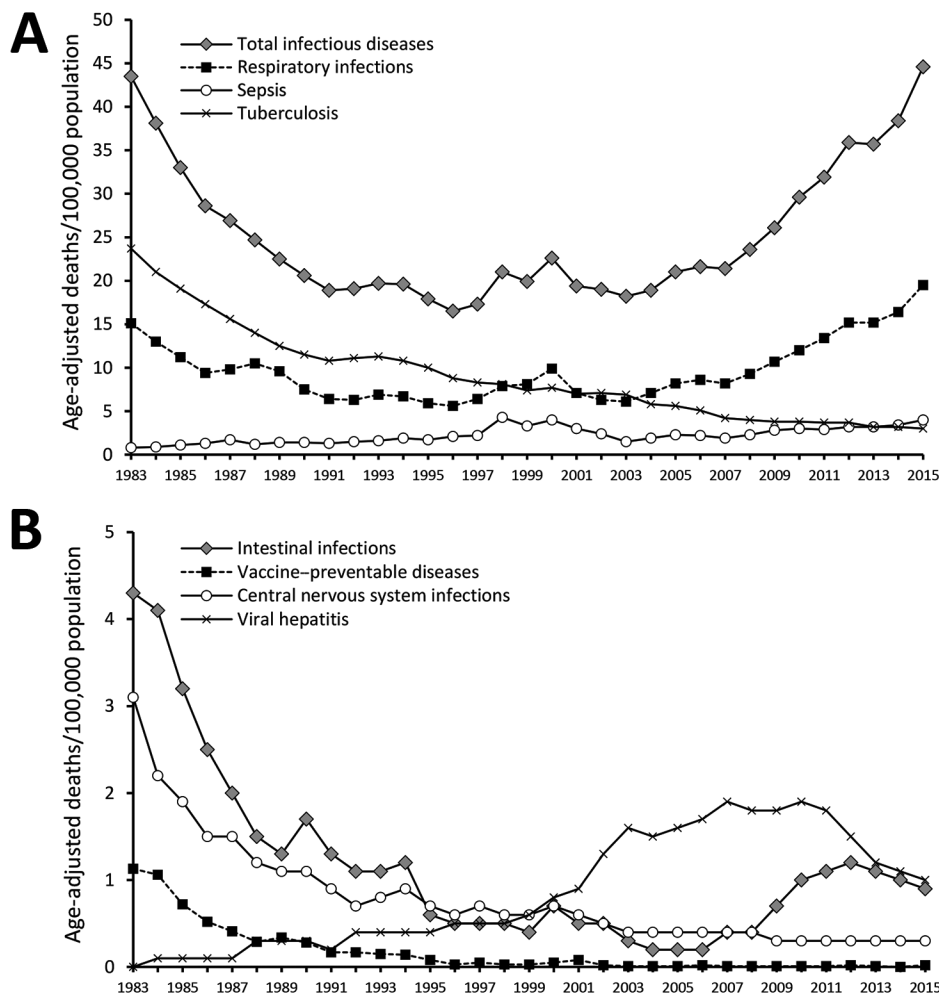 A
Age-adjusted deaths/100,000 population
50
45
40
35
30
25
20
15
10
5
0
Total infectious diseases
Respiratory infections
Sepsis
Tuberculosis
1983 1985 1987 1989 1991 1993 1995 1997 1999 2001 2003 2005 2007 2009 2011 2013 2015
B
Age-adjusted deaths/100,000 population
5
4
3
2
1
0
Intestinal infections
Vaccine–preventable diseases
Central nervous system infections
Viral hepatitis
1983 1985 1987 1989 1991 1993 1995 1997 1999 2001 2003 2005 2007 2009 2011 2013 2015